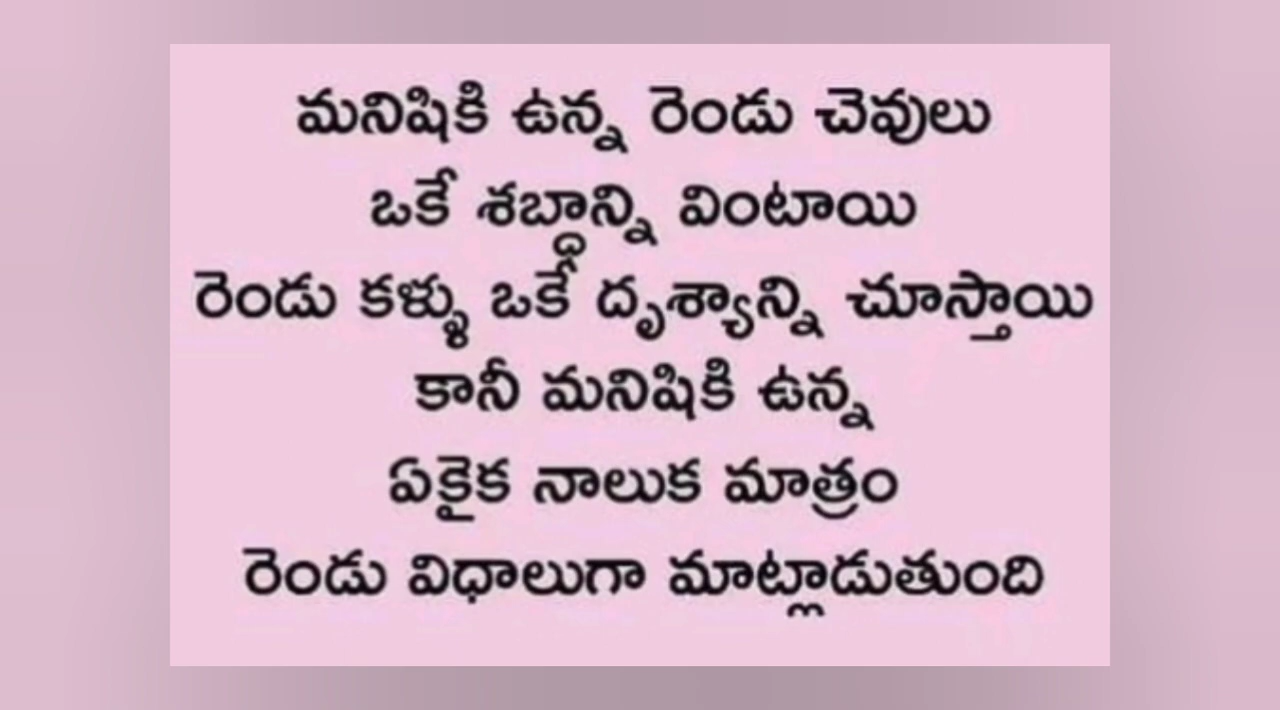 మనిషికి ఉన్న రెండు చెవులు
ఒకే శబ్ధాన్ని వింటాయి
రెండు కళ్ళు ఒకే దృశ్యాన్ని చూస్తాయి
కానీ మనిషికి ఉన్న
ఏకైక నాలుక మాత్రం
రెండు విధాలుగా మాట్లాడుతుంది